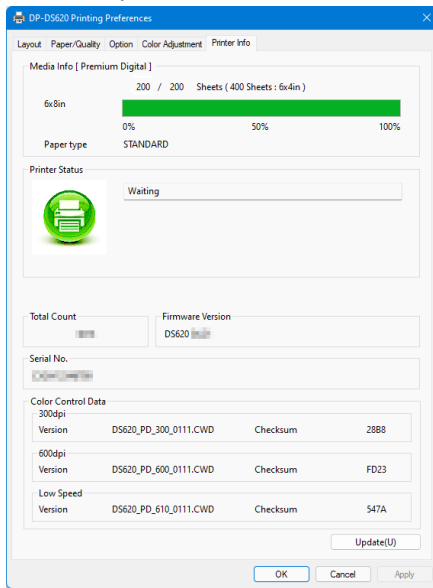 DP-DS620 Printing Preferences
Layout Paper/Quality Option Color Adjustment Printer Info
Media Info [ Premium Digital ]
200 / 200 Sheets ( 400 Sheets : 6x4in )
6x8in
0% 50% 100%
Paper type STANDARD
Printer Status
Waiting
Total Count Firmware Version
DS620
Serial No.
Color Control Data
300dpi
Version DS620_PD_300_0111.CWD Checksum 28B8
600dpi
Version DS620_PD_600_0111.CWD Checksum FD23
Low Speed
Version DS620_PD_610_0111.CWD Checksum 547A
Update(U)
OK Cancel Apply